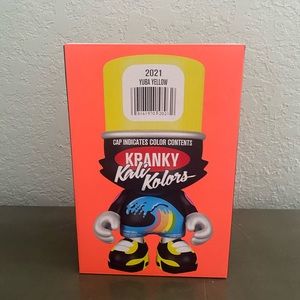 2021
YUBA YELLOW
CAP INDICATES COLOR CONTENTS
KRANKY
Kali
Kolors